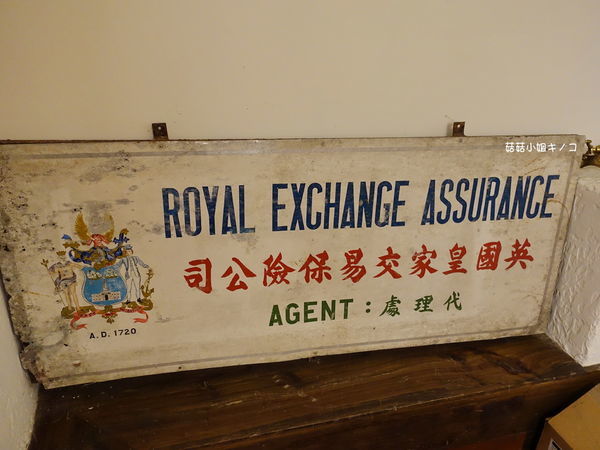 菇菇小姐キノコ
ROYAL EXCHANGE ASSURANCE
英國皇家交易保險公司
AGENT : 代理處
A.D. 1720